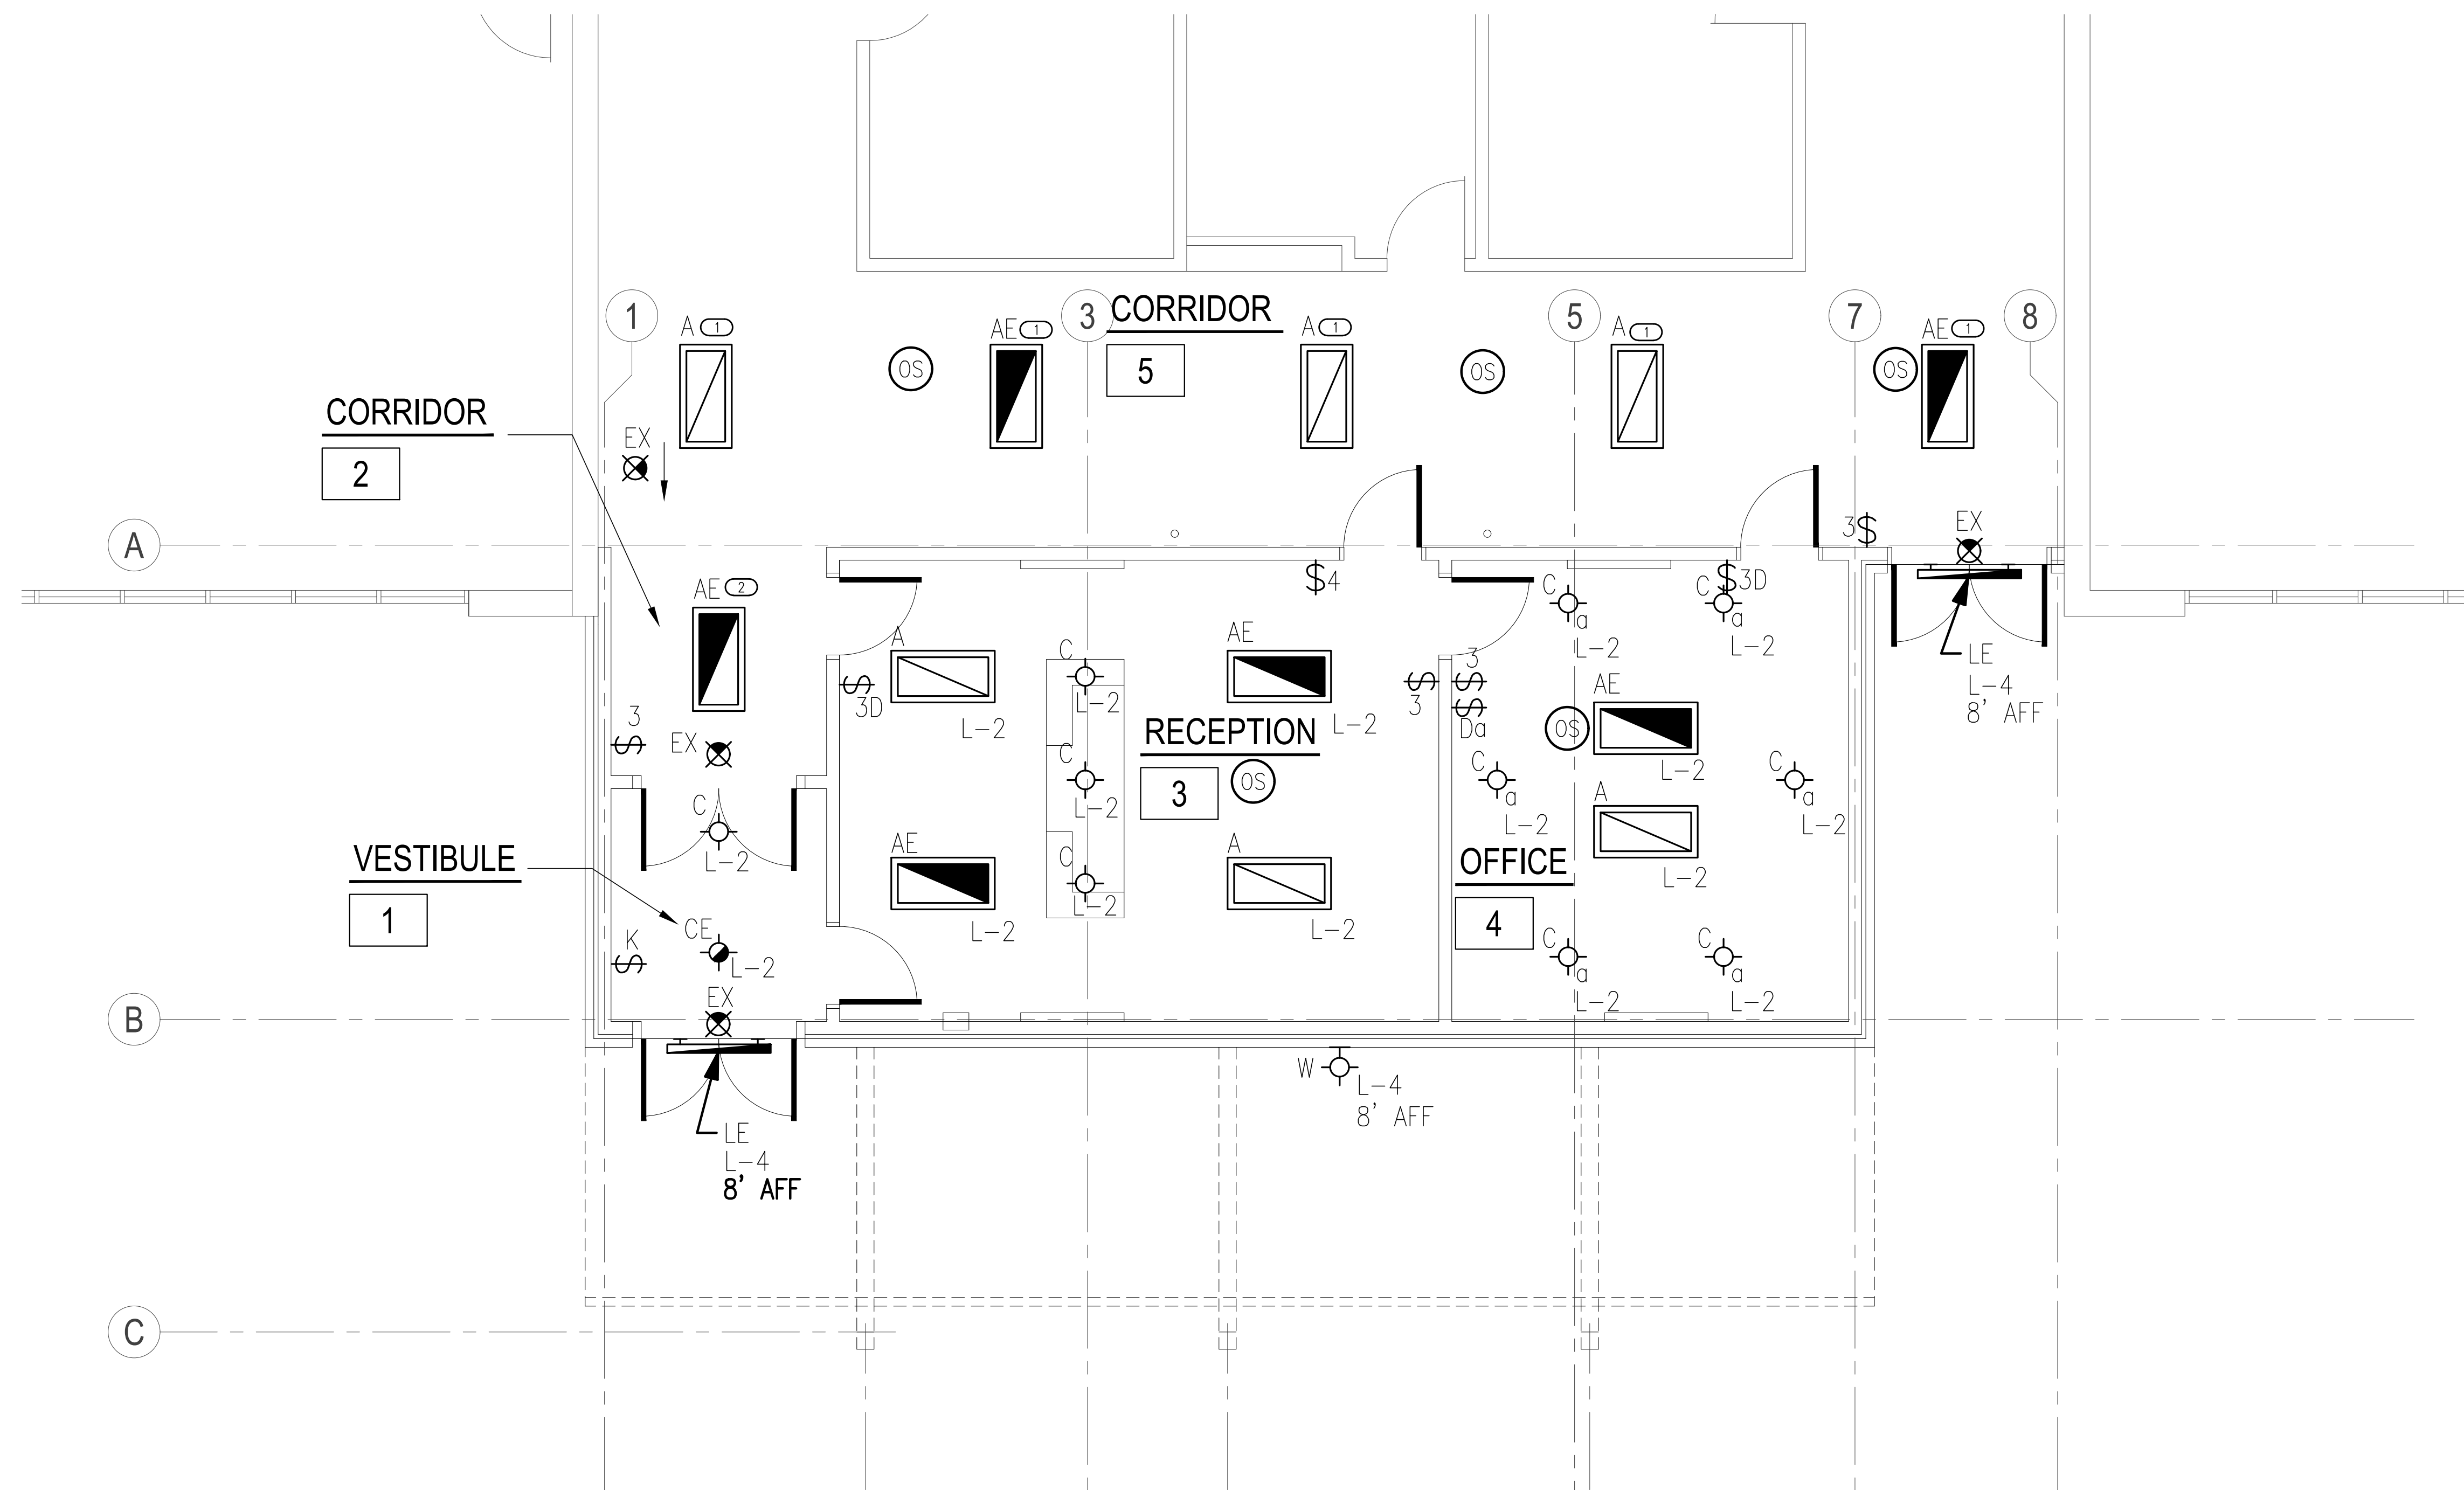 1
3
CORRIDOR
5
7
8
A 1
AE 1
A 1
A 1
AE 1
OS
5
OS
OS
CORRIDOR
2
EX
A
3$
EX
AE 2
$4
C
a
L-2
C
$3D
a
L-2
A
L-2
C
L-2
AE
L-2
3
3
$
$
LE
L-4
8' AFF
$
3D
$
Da
AE
OS
L-2
3
$
EX
RECEPTION
3
OS
C
L-2
C
a
L-2
C
a
L-2
A
L-2
C
L-2
VESTIBULE
1
AE
L-2
C
L-2
A
L-2
OFFICE
4
K
$
CE
L-2
C
a
L-2
C
a
L-2
EX
B
W
L-4
8' AFF
LE
L-4
8' AFF
C